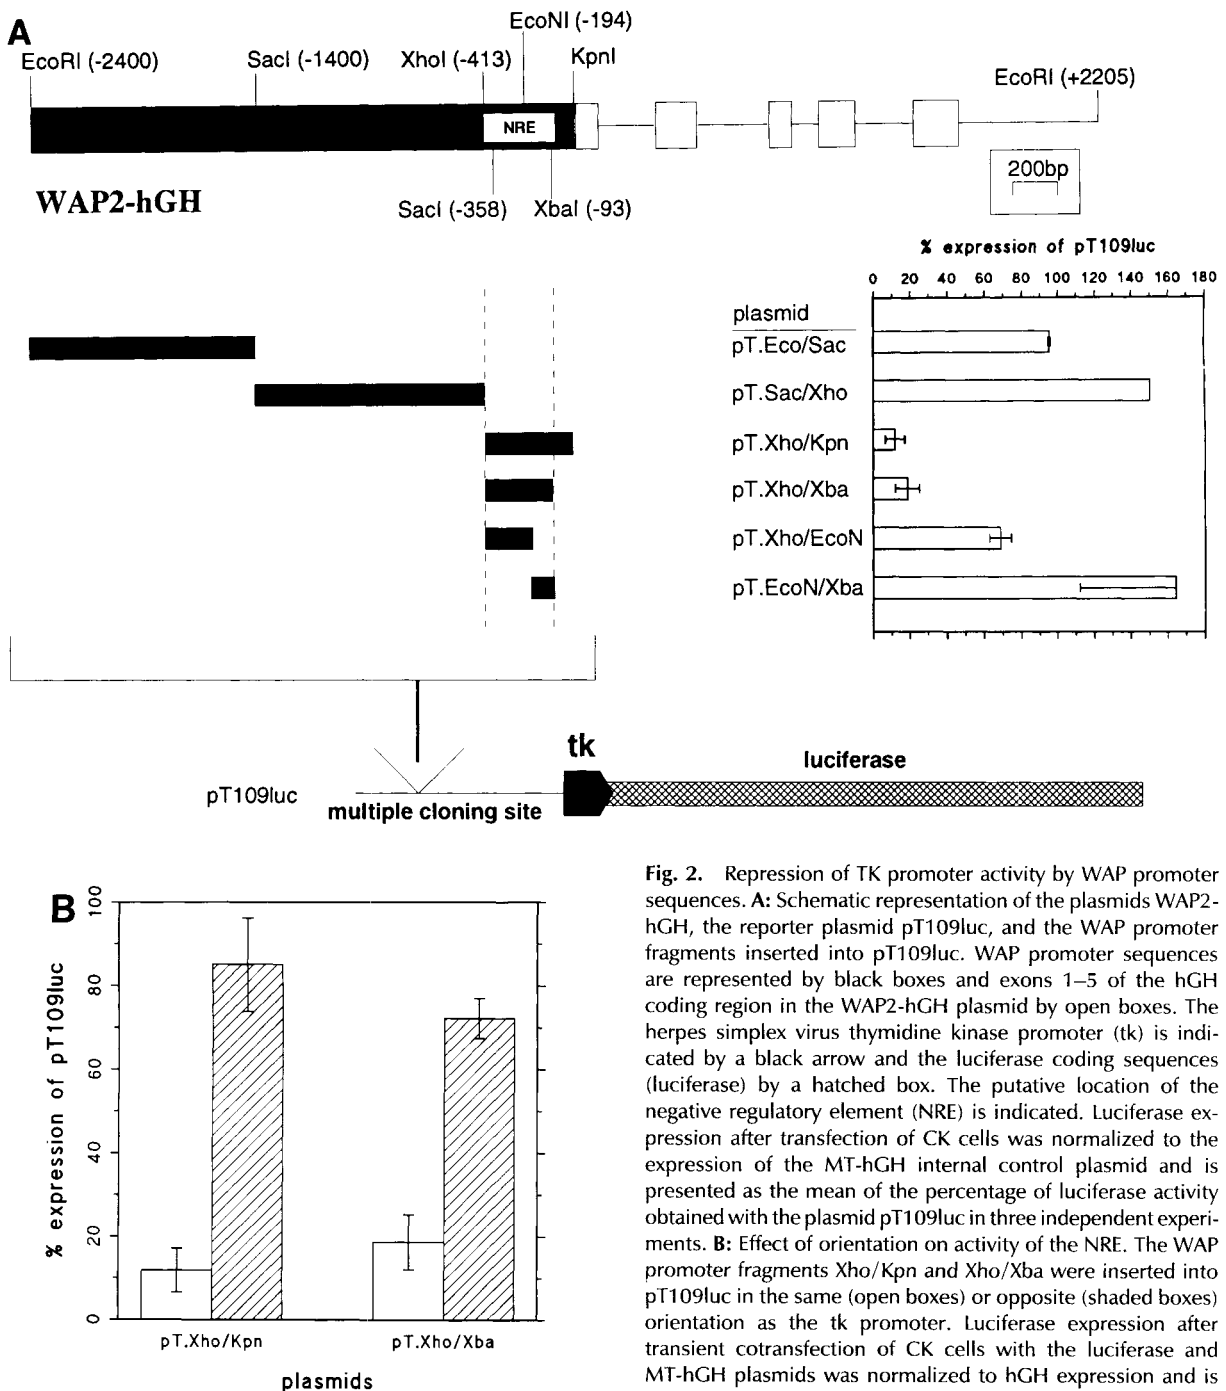 A
EcoNI (-194)
EcoRI (-2400)
SacI (-1400)
XhoI (-413)
KpnI
EcoRI (+2205)
NRE
200bp
WAP2-hGH
SacI (-358)
XbaI (-93)
% expression of pT109luc
0 20 40 60 80 100 120 140 160 180
plasmid
pT.Eco/Sac
pT.Sac/Xho
pT.Xho/Kpn
pT.Xho/Xba
pT.Xho/EcoN
pT.EcoN/Xba
tk
luciferase
pT109luc
multiple cloning site
B
% expression of pT109luc
100
80
60
40
20
0
pT.Xho/Kpn
pT.Xho/Xba
plasmids
Fig. 2. Repression of TK promoter activity by WAP promoter
sequences. A: Schematic representation of the plasmids WAP2-
hGH, the reporter plasmid pT109luc, and the WAP promoter
fragments inserted into pT109luc. WAP promoter sequences
are represented by black boxes and exons 1–5 of the hGH
coding region in the WAP2-hGH plasmid by open boxes. The
herpes simplex virus thymidine kinase promoter (tk) is indi-
cated by a black arrow and the luciferase coding sequences
(luciferase) by a hatched box. The putative location of the
negative regulatory element (NRE) is indicated. Luciferase ex-
pression after transfection of CK cells was normalized to the
expression of the MT-hGH internal control plasmid and is
presented as the mean of the percentage of luciferase activity
obtained with the plasmid pT109luc in three independent experi-
ments. B: Effect of orientation on activity of the NRE. The WAP
promoter fragments Xho/Kpn and Xho/Xba were inserted into
pT109luc in the same (open boxes) or opposite (shaded boxes)
orientation as the tk promoter. Luciferase expression after
transient cotransfection of CK cells with the luciferase and
MT-hGH plasmids was normalized to hGH expression and is